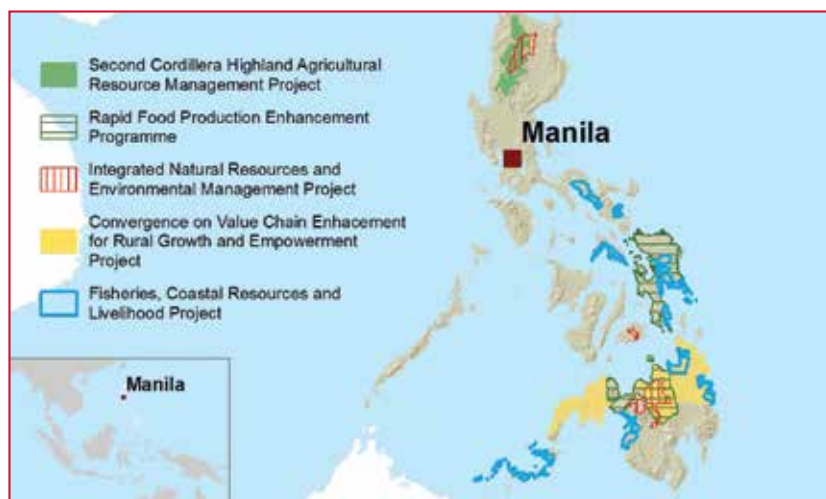 Second Cordillera Highland Agricultural
Resource Management Project
Rapid Food Production Enhancement
Programme
Integrated Natural Resources and
Environmental Management Project
Convergence on Value Chain Enhacement
for Rural Growth and Empowerment
Project
Fisheries, Coastal Resources and
Livelihood Project
Manila
Manila